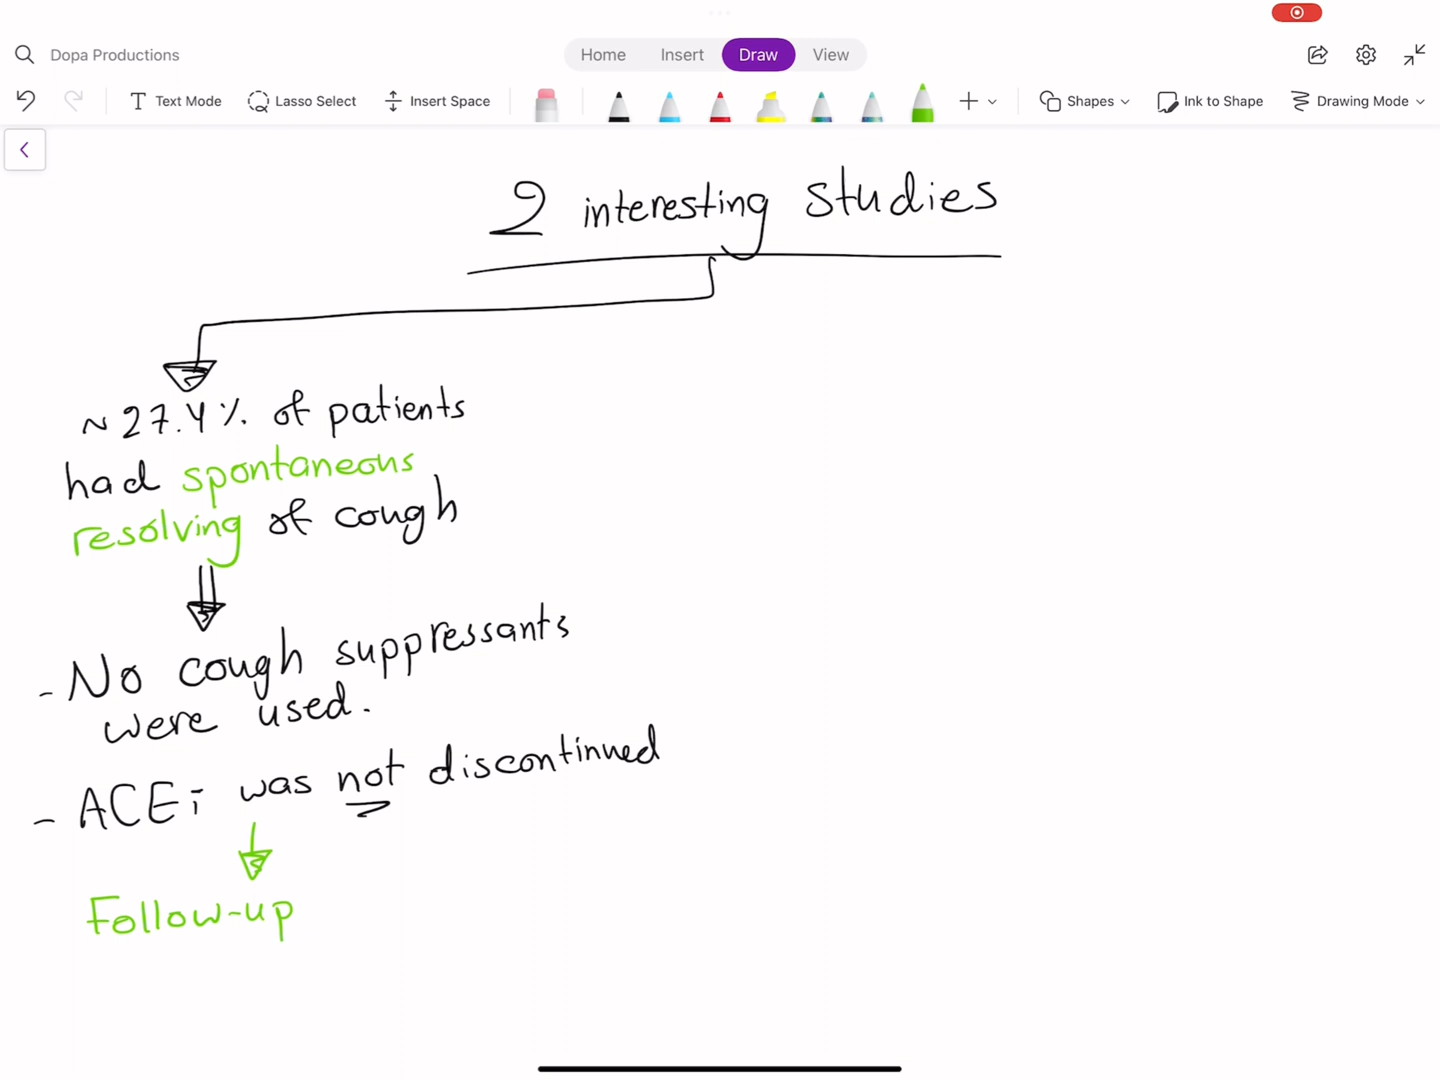 Dopa Productions
Home Insert Draw View
Text Mode Lasso Select Insert Space Shapes Ink to Shape Drawing Mode
2 interesting studies
~ 27.4% of patients
had spontaneous
resolving of cough
- No cough suppressants
were used.
- ACEi was not discontinued
Follow-up